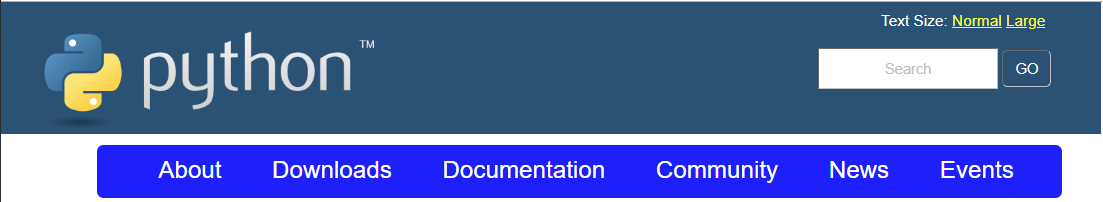 Text Size: Normal Large
python™
Search GO
About Downloads Documentation Community News Events